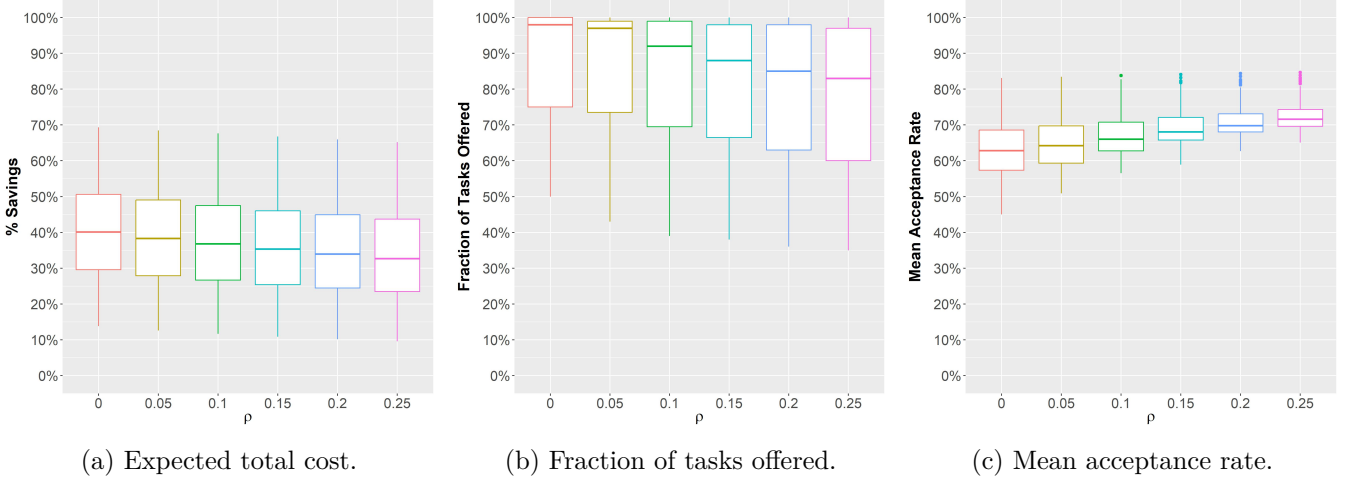 % Savings
100%
90%
80%
70%
60%
50%
40%
30%
20%
10%
0%
0 0.05 0.1 0.15 0.2 0.25
ρ
(a) Expected total cost.
Fraction of Tasks Offered
100%
90%
80%
70%
60%
50%
40%
30%
20%
10%
0%
0 0.05 0.1 0.15 0.2 0.25
ρ
(b) Fraction of tasks offered.
Mean Acceptance Rate
100%
90%
80%
70%
60%
50%
40%
30%
20%
10%
0%
0 0.05 0.1 0.15 0.2 0.25
ρ
(c) Mean acceptance rate.